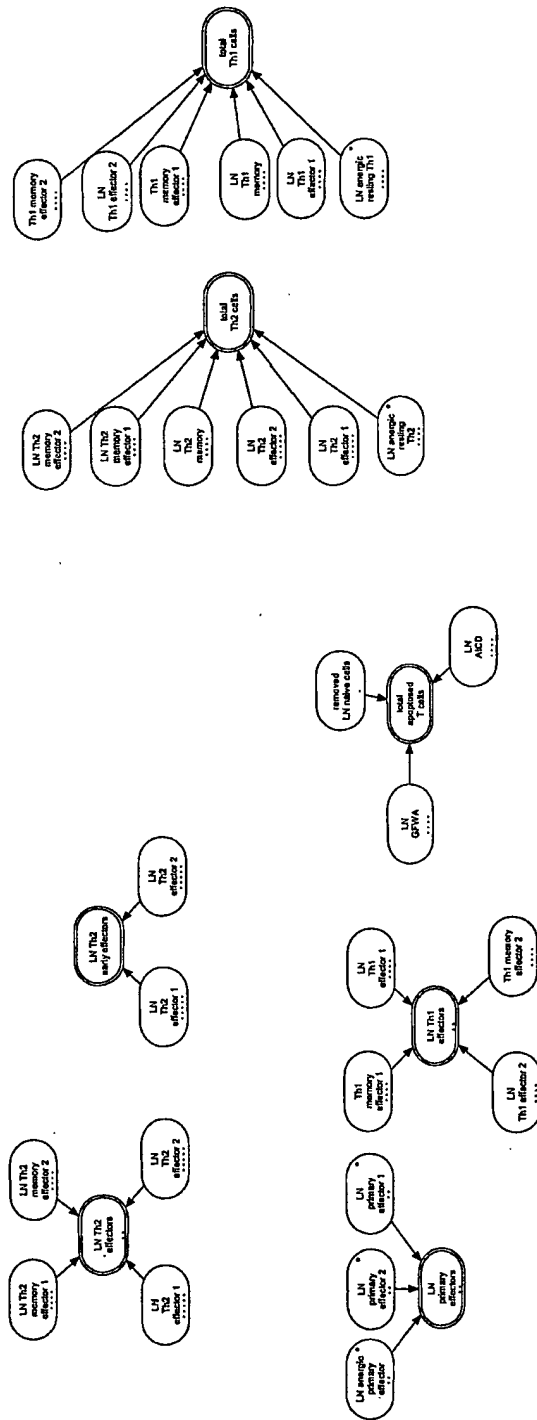 LN Th2
memory
effector 1
LN Th2
memory
effector 2
LN Th2
effectors
LN
Th2
effector 1
LN
Th2
effector 2
LN Th2
early effectors
LN
Th2
effector 1
LN
Th2
effector 2
LN Th2
memory
effector 2
LN Th2
memory
effector 1
LN
Th2
memory
LN
Th2
effector 2
LN
Th2
effector 1
LN anergic
resting
Th2
total
Th2 cells
Th1 memory
effector 2
LN
Th1 effector 2
Th1
memory
effector 1
LN
Th1
memory
LN
Th1
effector 1
LN anergic
resting Th1
total
Th1 cells
LN anergic
primary
effector
LN
primary
effector 2
LN
primary
effector 1
LN
primary
effectors
Th1
memory
effector 1
LN
Th1
effector 1
LN Th1
effectors
LN
Th1 effector 2
Th1 memory
effector 2
LN
GFWA
removed
LN naive cells
total
apoptosed
T cells
LN
AICD